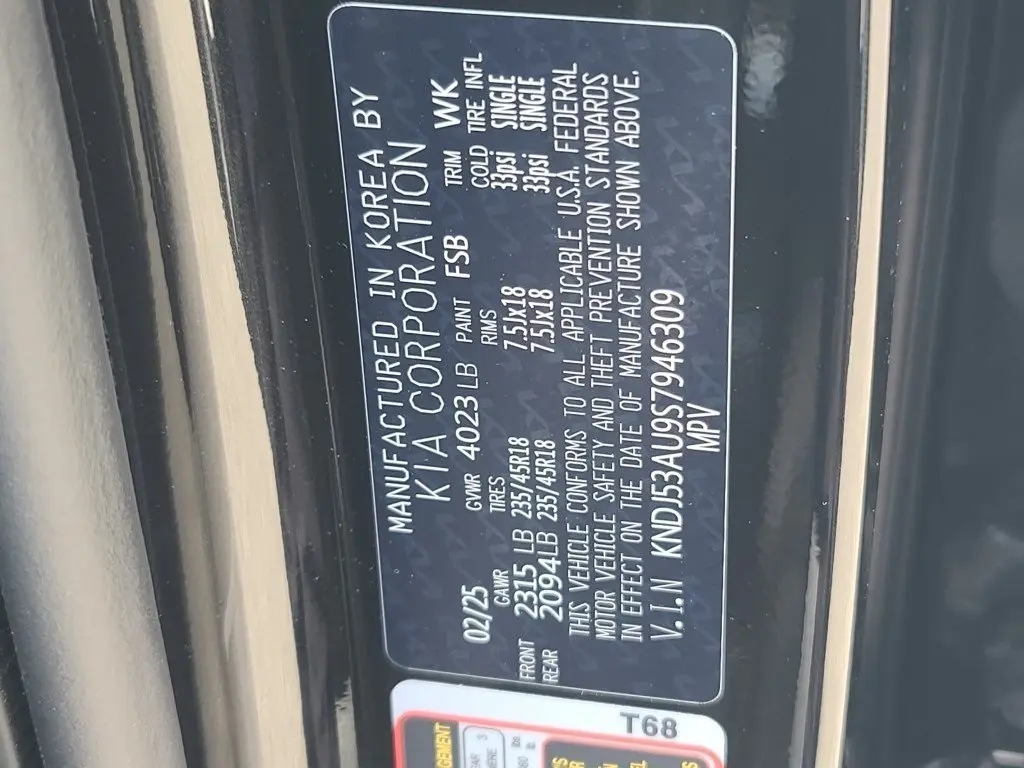 MANUFACTURED IN KOREA BY
KIA CORPORATION
02/25 GVWR 4023 LB PAINT FSB TRIM WK
GAWR TIRES RIMS COLD TIRE INFL
FRONT 2315 LB 235/45R18 7.5Jx18 33psi SINGLE
REAR 2094LB 235/45R18 7.5Jx18 33psi SINGLE
THIS VEHICLE CONFORMS TO ALL APPLICABLE U.S.A. FEDERAL
MOTOR VEHICLE SAFETY AND THEFT PREVENTION STANDARDS
IN EFFECT ON THE DATE OF MANUFACTURE SHOWN ABOVE.
V.I.N KNDJ53AU9S7946309
MPV
T68